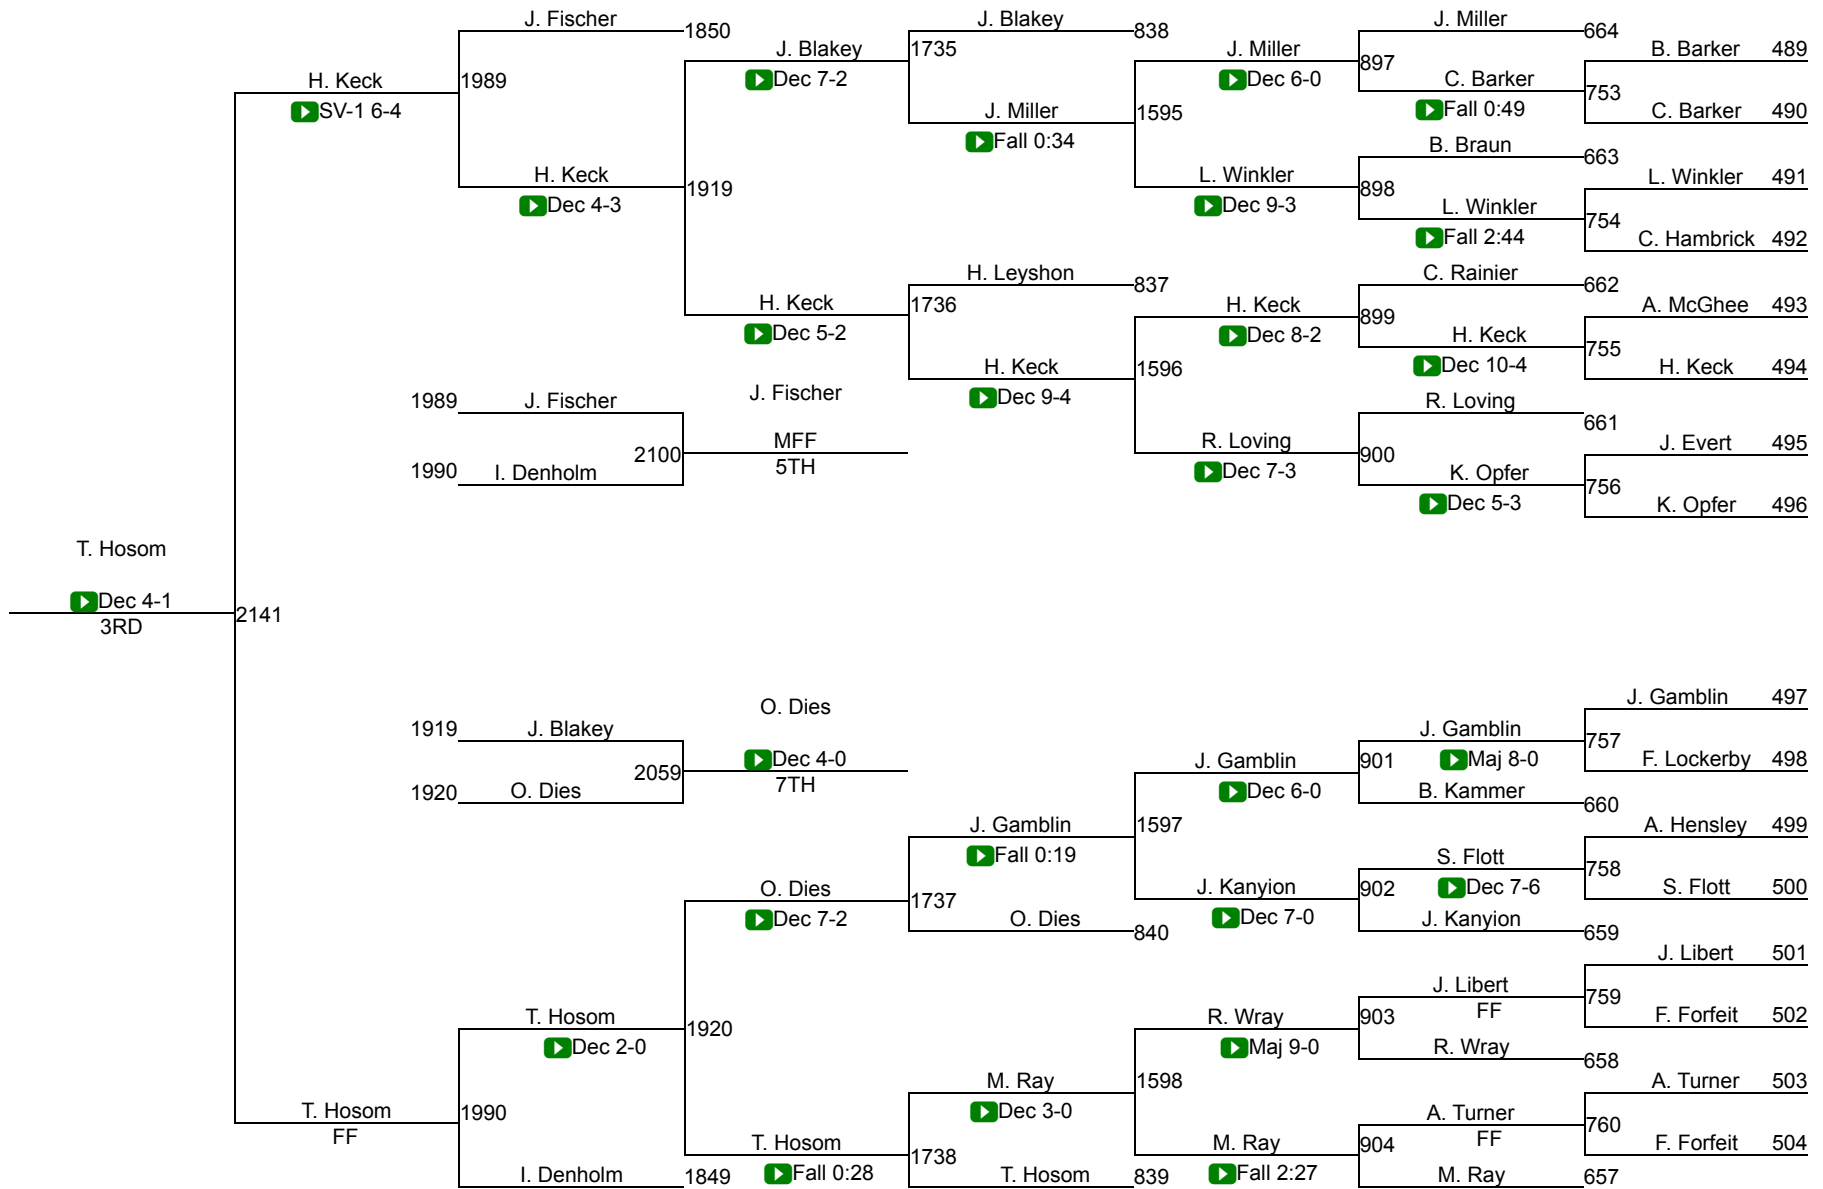 J. Fischer
J. Blakey
J. Miller
1850
838
664
J. Blakey
1735
J. Miller
B. Barker 489
Dec 7-2
Dec 6-0
897
H. Keck
1989
C. Barker
753
SV-1 6-4
Fall 0:49
J. Miller
1595
C. Barker 490
Fall 0:34
B. Braun
663
H. Keck
1919
L. Winkler
898
L. Winkler 491
Dec 4-3
Dec 9-3
L. Winkler
754
Fall 2:44
C. Hambrick 492
H. Leyshon
837
C. Rainier
662
H. Keck
1736
H. Keck
899
A. McGhee 493
Dec 5-2
Dec 8-2
H. Keck
755
Dec 10-4
H. Keck
1596
H. Keck 494
Dec 9-4
1989 J. Fischer
J. Fischer
R. Loving
661
2100
MFF
5TH
R. Loving
900
J. Evert 495
Dec 7-3
1990 I. Denholm
K. Opfer
756
Dec 5-3
K. Opfer 496
T. Hosom
Dec 4-1
3RD
2141
J. Gamblin 497
O. Dies
1919 J. Blakey
J. Gamblin
757
2059
Dec 4-0
7TH
J. Gamblin
901
Maj 8-0
F. Lockerby 498
Dec 6-0
1920 O. Dies
B. Kammer
660
J. Gamblin
1597
A. Hensley 499
Fall 0:19
S. Flott
758
O. Dies
1737
J. Kanyion
902
Dec 7-6
S. Flott 500
Dec 7-2
Dec 7-0
O. Dies
840
J. Kanyion
659
J. Libert 501
J. Libert
759
FF
T. Hosom
1920
R. Wray
903
F. Forfeit 502
Dec 2-0
Maj 9-0
R. Wray
658
M. Ray
1598
A. Turner 503
Dec 3-0
T. Hosom
1990
A. Turner
760
FF
FF
T. Hosom
1738
M. Ray
904
F. Forfeit 504
Fall 0:28
Fall 2:27
I. Denholm
1849
T. Hosom
839
M. Ray
657